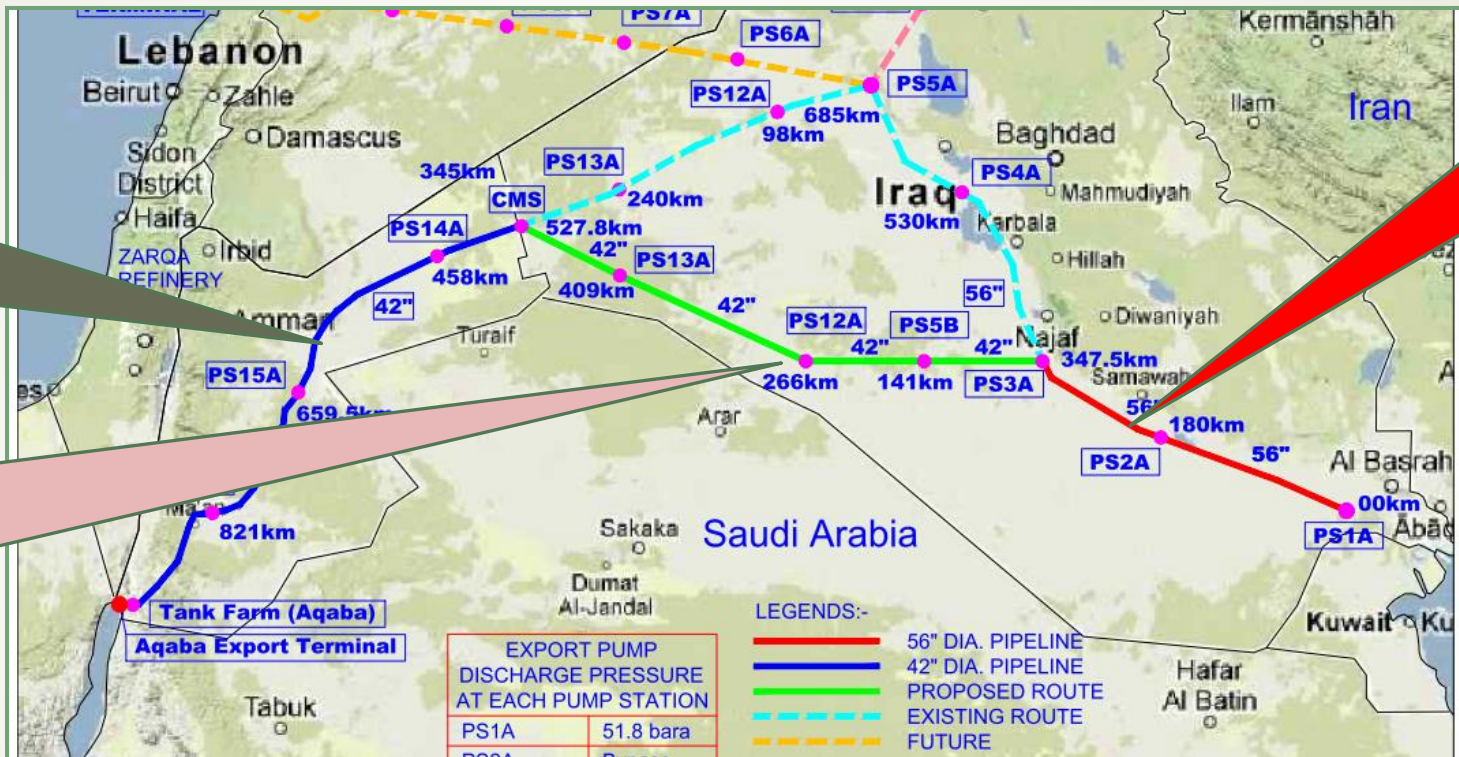 PS7A
Kermānshāh
Lebanon
PS6A
Beirut
Zahle
PS12A
685km
PS5A
Ilam
Iran
Damascus
98km
Baghdad
Sidon
District
345km
PS13A
PS4A
Mahmudiyah
CMS
240km
Iraq
Haifa
PS14A
527.8km
530km
Karbala
ZARQA
REFINERY
Irbid
42"
PS13A
Hillah
458km
409km
42"
56"
42"
Amman
Turaif
PS12A
PS5B
Najaf
Diwaniyah
42"
42"
347.5km
PS15A
266km
141km
PS3A
Samawah
659.5km
Arar
56"
180km
PS2A
56"
Al Basrah
Ma'an
00km
821km
Sakaka
Saudi Arabia
PS1A
Dumat
Al-Jandal
Tank Farm (Aqaba)
LEGENDS:-
Kuwait
Aqaba Export Terminal
EXPORT PUMP
DISCHARGE PRESSURE
AT EACH PUMP STATION
56" DIA. PIPELINE
42" DIA. PIPELINE
PROPOSED ROUTE
EXISTING ROUTE
FUTURE
Hafar
Al Batin
Tabuk
PS1A 51.8 bara